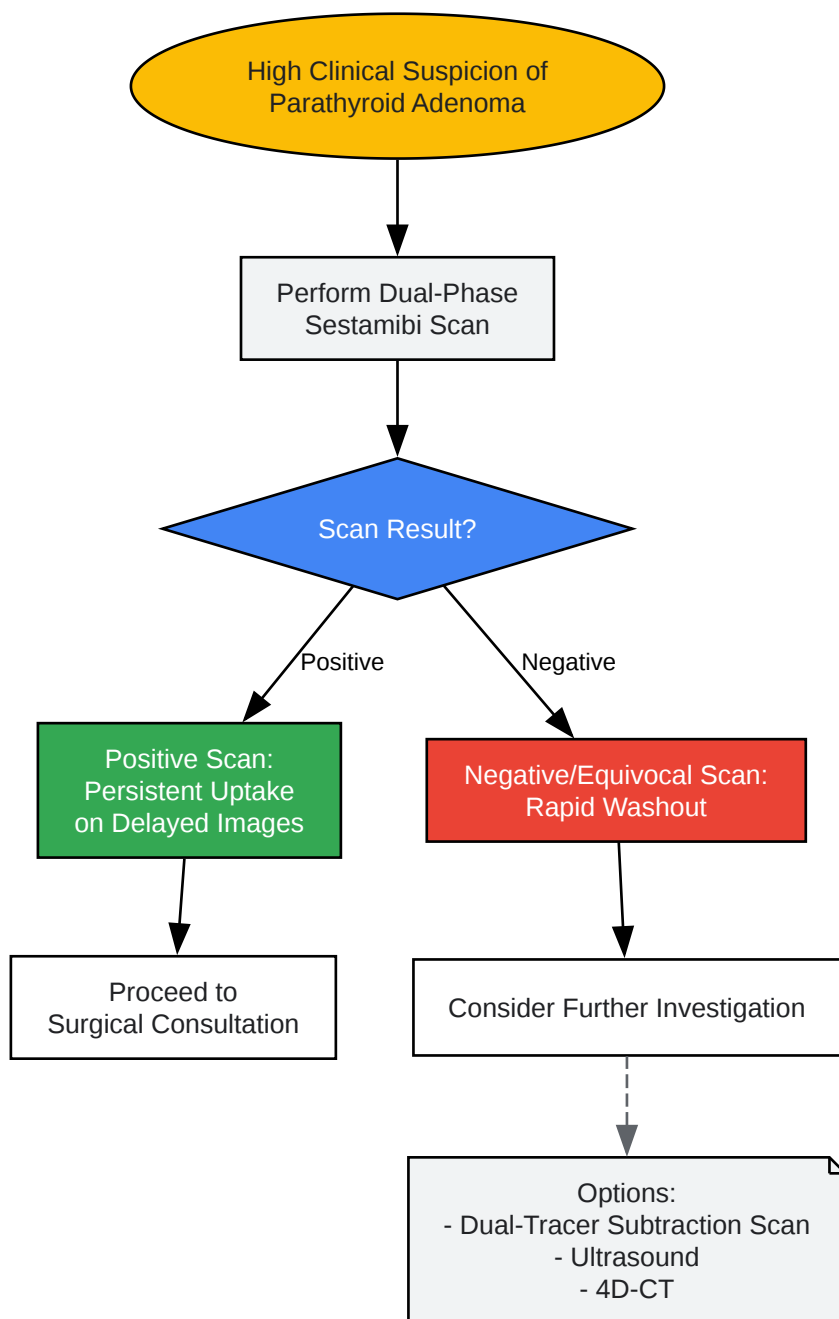 High Clinical Suspicion of
Parathyroid Adenoma
Perform Dual-Phase
Sestamibi Scan
Scan Result?
Positive
Negative
Positive Scan:
Persistent Uptake
on Delayed Images
Negative/Equivocal Scan:
Rapid Washout
Proceed to
Surgical Consultation
Consider Further Investigation
Options:
- Dual-Tracer Subtraction Scan
- Ultrasound
- 4D-CT